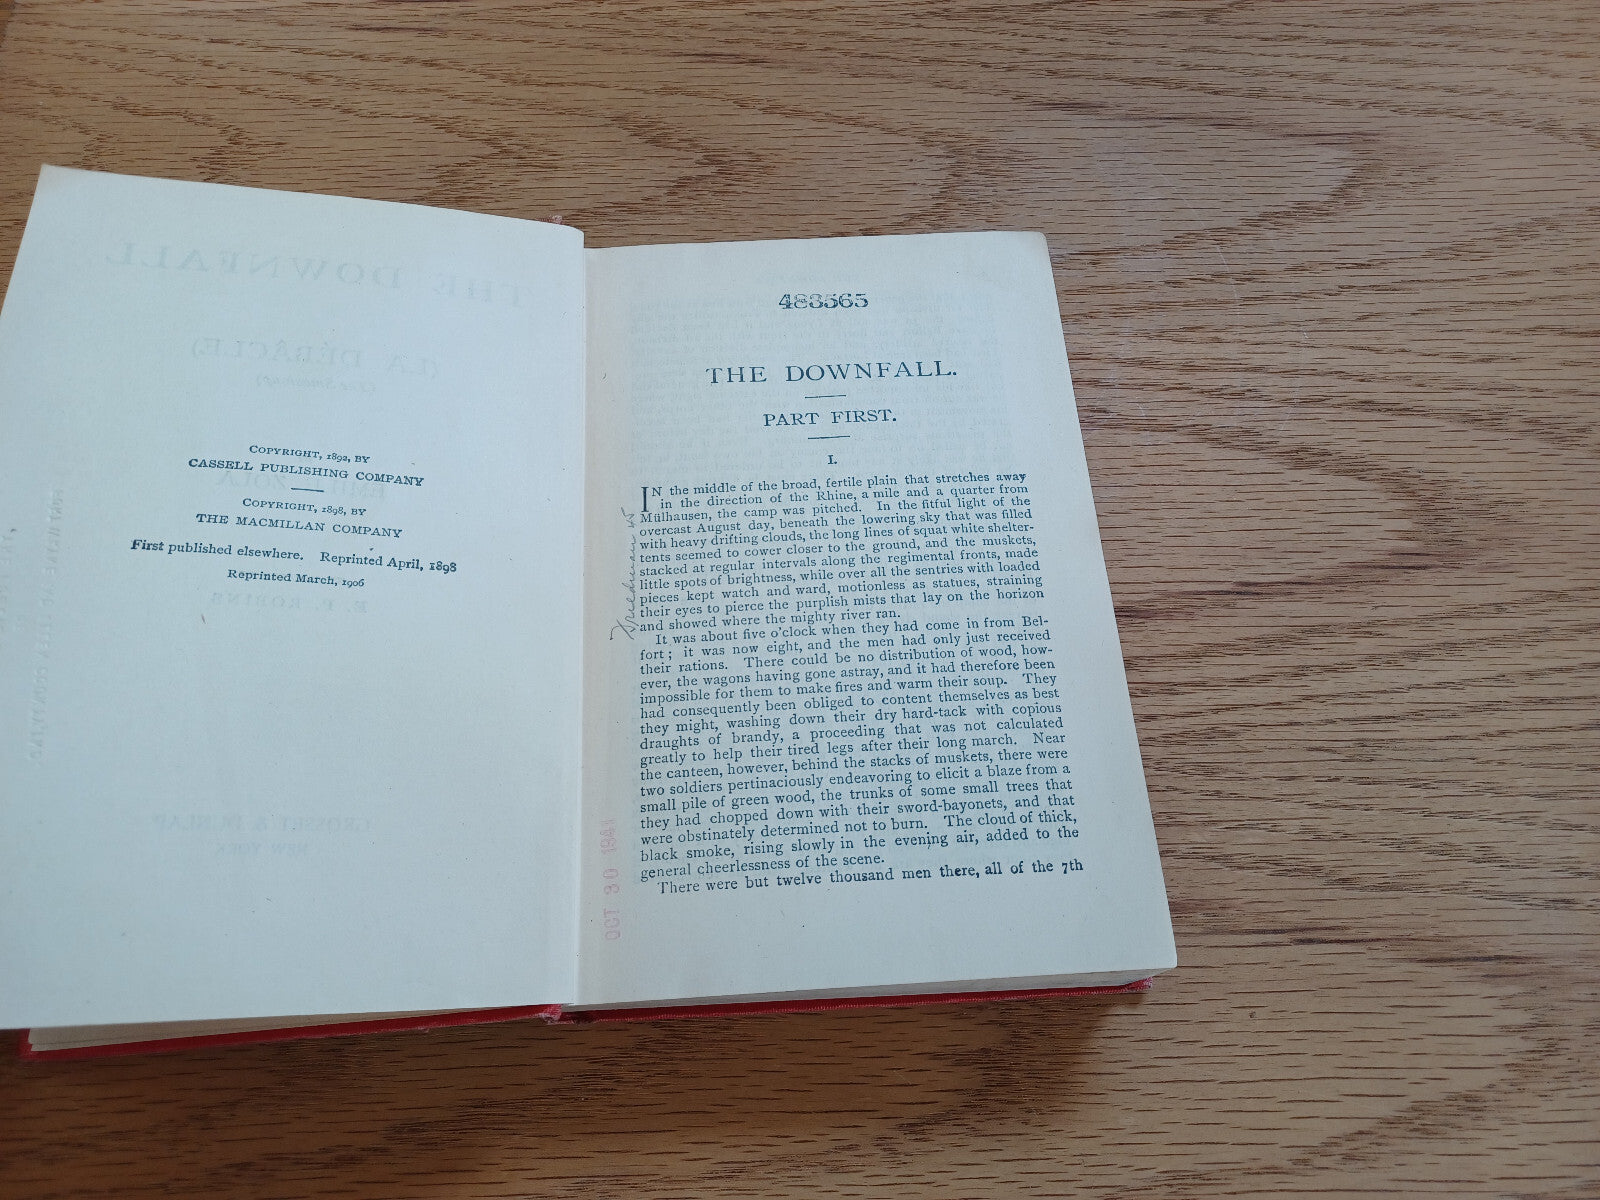 COPYRIGHT, 1892, BY
CASSELL PUBLISHING COMPANY
COPYRIGHT, 1898, BY
THE MACMILLAN COMPANY
First published elsewhere. Reprinted April, 1898
Reprinted March, 1906
483565
THE DOWNFALL.
PART FIRST.
I.
IN the middle of the broad, fertile plain that stretches away
in the direction of the Rhine, a mile and a quarter from
Mülhausen, the camp was pitched. In the fitful light of the
overcast August day, beneath the lowering sky that was filled
with heavy drifting clouds, the long lines of squat white shelter-
tents seemed to cower closer to the ground, and the muskets,
stacked at regular intervals along the regimental fronts, made
little spots of brightness, while over all the sentries with loaded
pieces kept watch and ward, motionless as statues, straining
their eyes to pierce the purplish mists that lay on the horizon
and showed where the mighty river ran.
It was about five o'clock when they had come in from Bel-
fort; it was now eight, and the men had only just received
their rations. There could be no distribution of wood, how-
ever, the wagons having gone astray, and it had therefore been
impossible for them to make fires and warm their soup. They
had consequently been obliged to content themselves as best
they might, washing down their dry hard-tack with copious
draughts of brandy, a proceeding that was not calculated
greatly to help their tired legs after their long march. Near
the canteen, however, behind the stacks of muskets, there were
two soldiers pertinaciously endeavoring to elicit a blaze from a
small pile of green wood, the trunks of some small trees that
they had chopped down with their sword-bayonets, and that
were obstinately determined not to burn. The cloud of thick,
black smoke, rising slowly in the evening air, added to the
general cheerlessness of the scene.
There were but twelve thousand men there, all of the 7th
OCT 30 1941